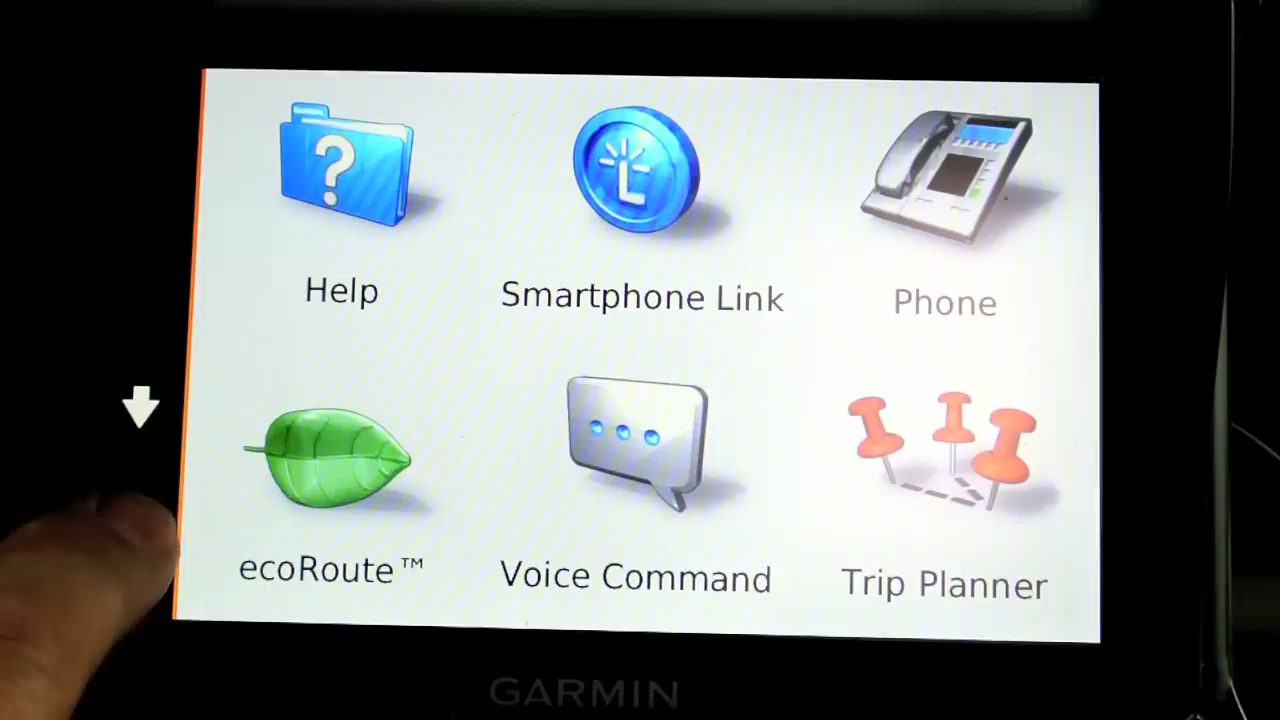 ?
L
Help
Smartphone Link
Phone
ecoRoute™
Voice Command
Trip Planner
GARMIN